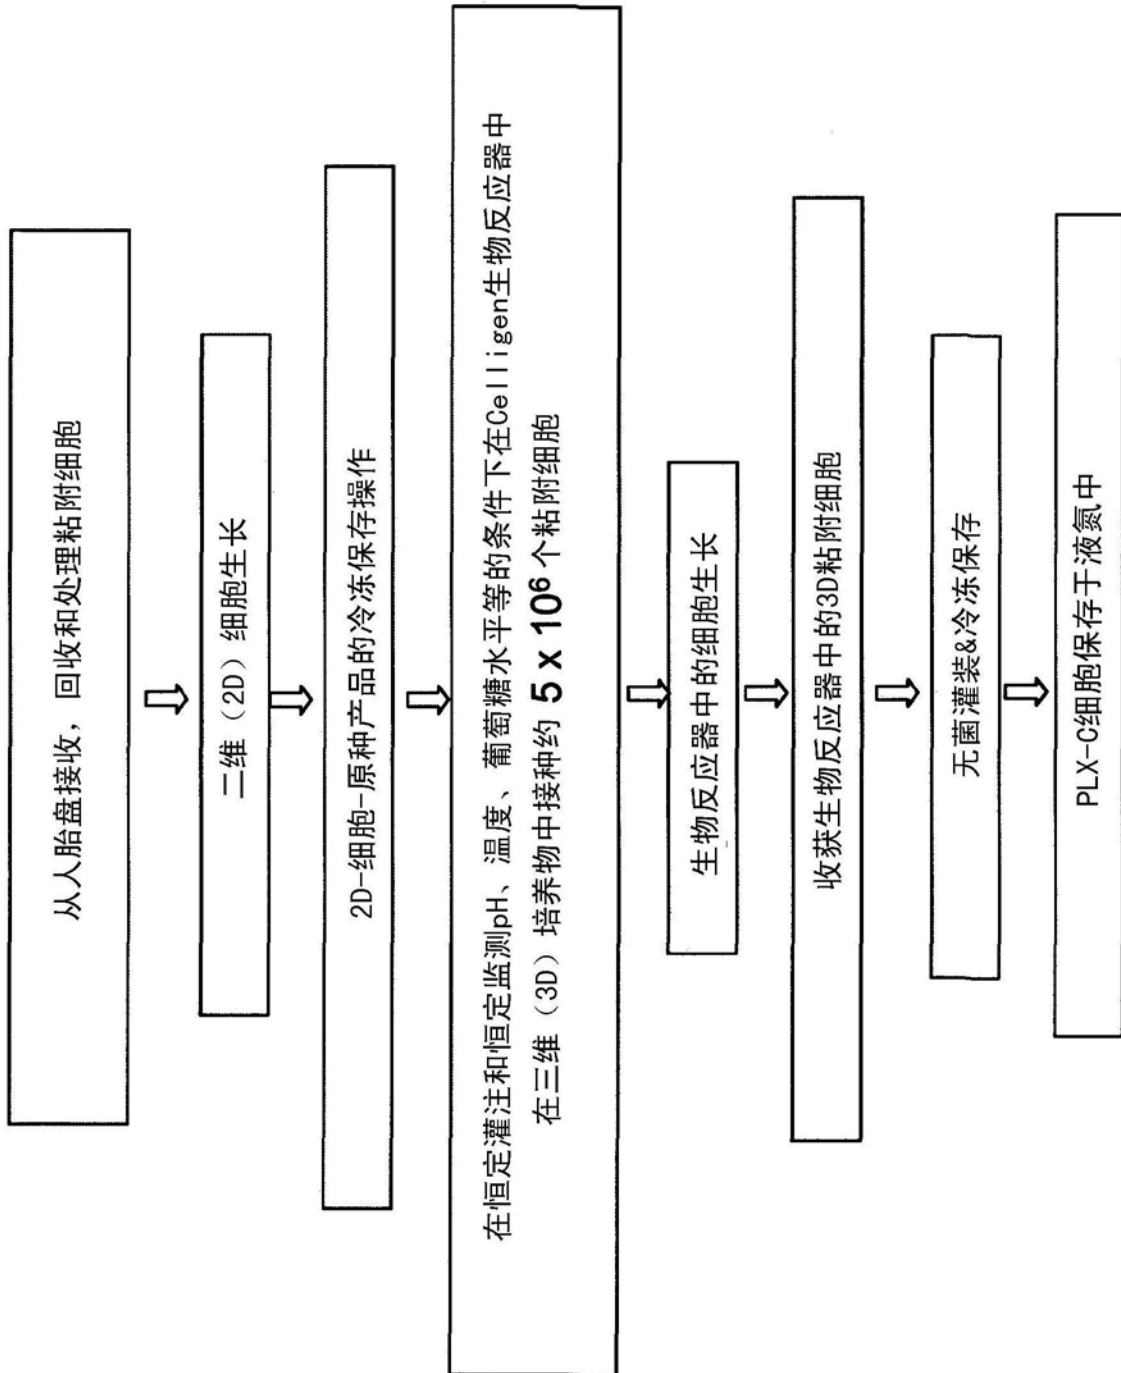 从人胎盘接收，回收和处理粘附细胞
二维（2D）细胞生长
2D-细胞-原种产品的冷冻保存操作
在恒定灌注和恒定监测pH、温度、葡萄糖水平等的条件下在Celligen生物反应器中
在三维（3D）培养物中接种约 5 x 10⁶ 个粘附细胞
生物反应器中的细胞生长
收获生物反应器中的3D粘附细胞
无菌灌装&冷冻保存
PLX-C细胞保存于液氮中